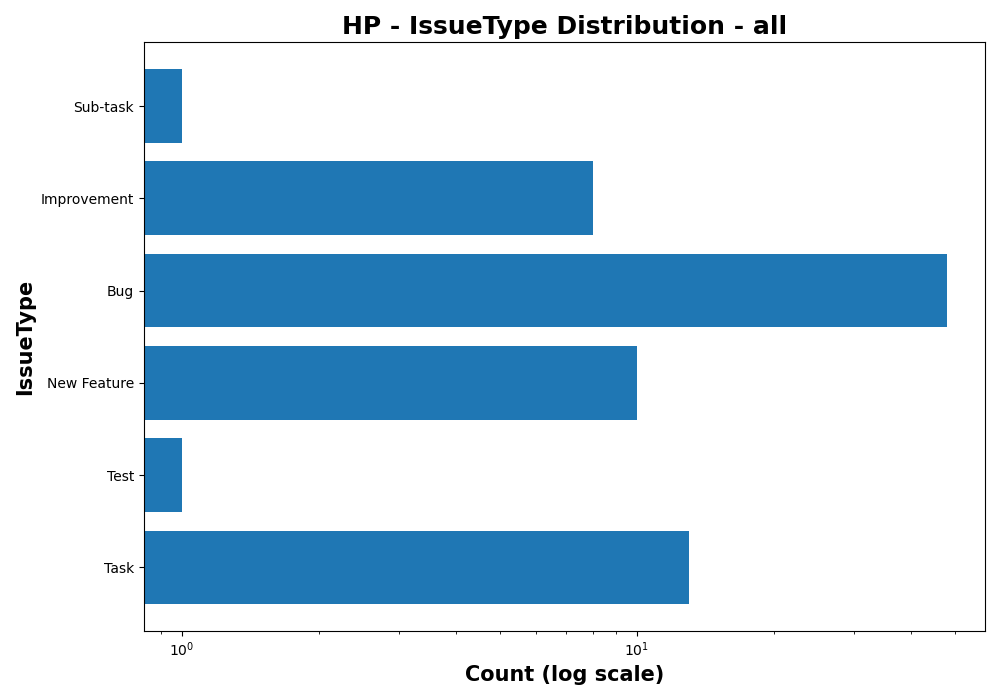 HP - IssueType Distribution - all
IssueType
Sub-task
Improvement
Bug
New Feature
Test
Task
10⁰
10¹
Count (log scale)